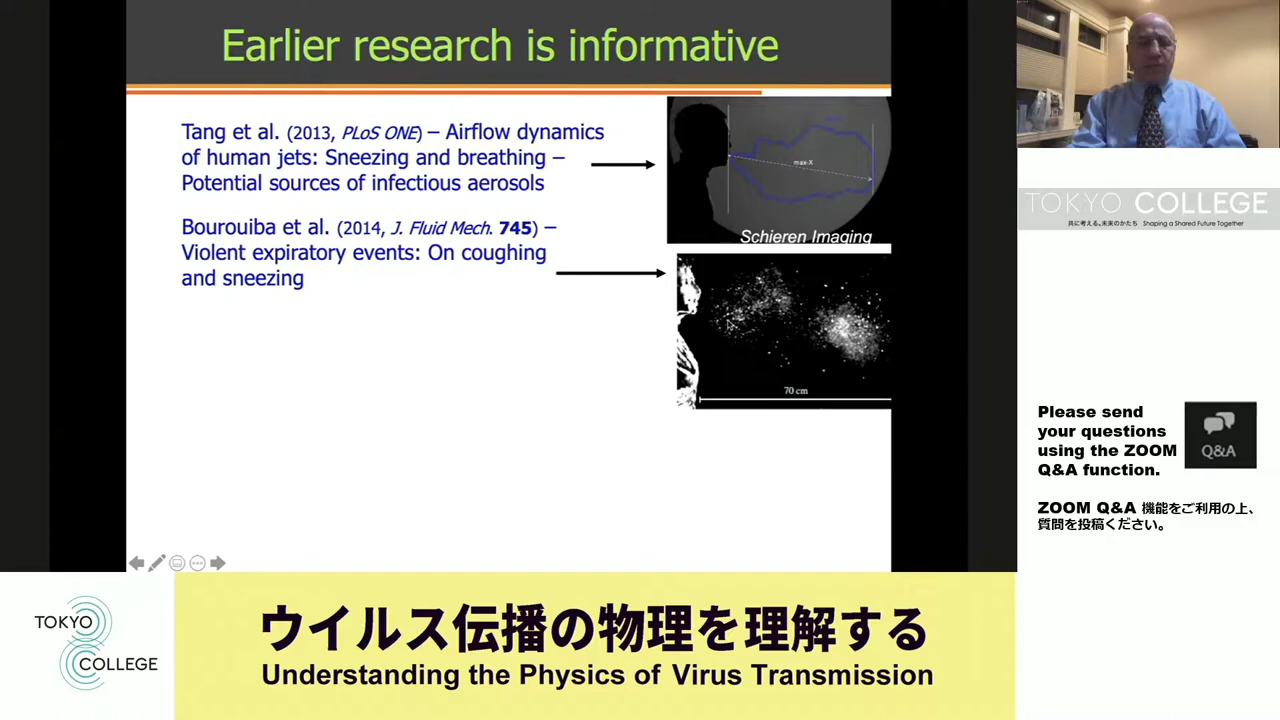 Earlier research is informative
Tang et al. (2013, PLoS ONE) – Airflow dynamics
of human jets: Sneezing and breathing –
Potential sources of infectious aerosols
max-X
Schieren Imaging
Bourouiba et al. (2014, J. Fluid Mech. 745) –
Violent expiratory events: On coughing
and sneezing
70 cm
TOKYO COLLEGE
共に考える、未来のかたち Shaping a Shared Future Together
Please send
your questions
using the ZOOM
Q&A function.
Q&A
ZOOM Q&A 機能をご利用の上、
質問を投稿ください。
TOKYO
COLLEGE
ウイルス伝播の物理を理解する
Understanding the Physics of Virus Transmission